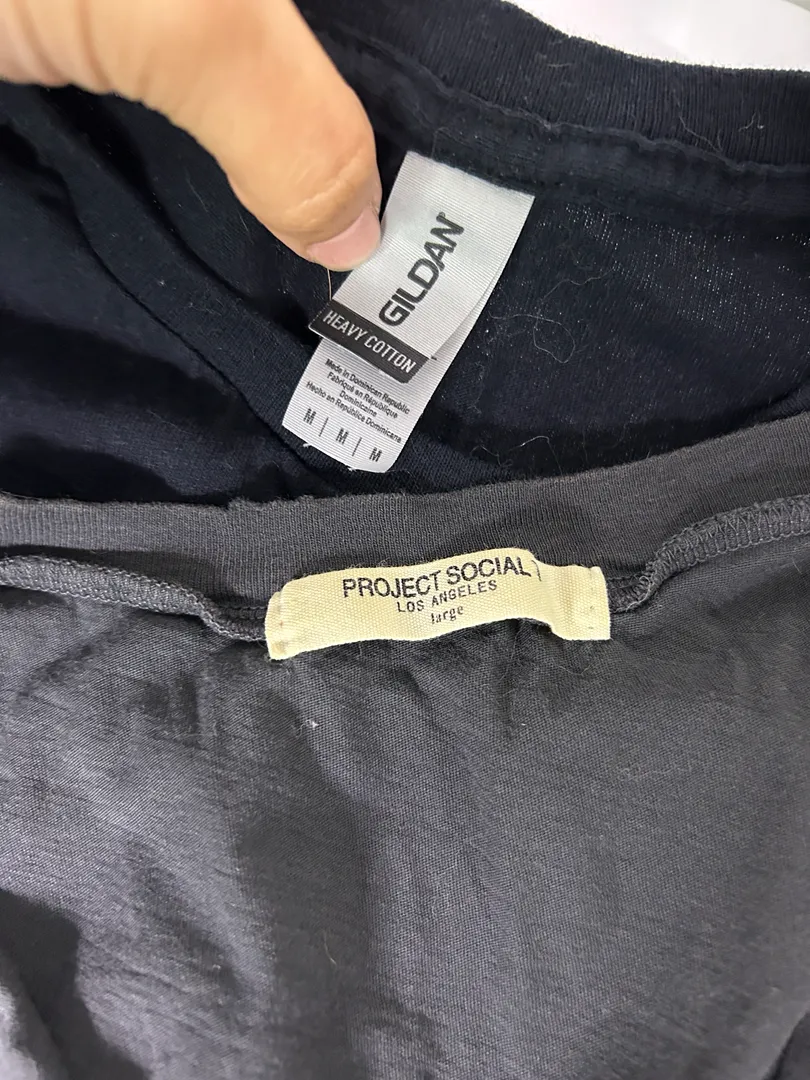 GILDAN
HEAVY COTTON™
Made in Dominican Republic
Fabriqué en République
Dominicaine
Hecho en República Dominicana
M | M | M
PROJECT SOCIAL
LOS ANGELES
large